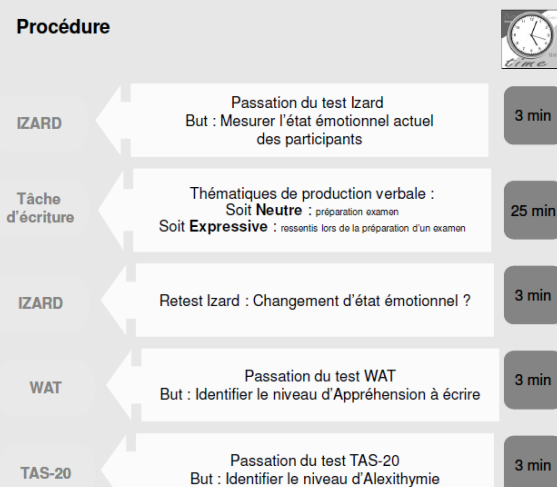 Procédure
time
IZARD
Passation du test Izard
But : Mesurer l'état émotionnel actuel
des participants
3 min
Tâche
d'écriture
Thématiques de production verbale :
Soit Neutre : préparation examen
Soit Expressive : ressentis lors de la préparation d'un examen
25 min
IZARD
Retest Izard : Changement d'état émotionnel ?
3 min
WAT
Passation du test WAT
But : Identifier le niveau d'Appréhension à écrire
3 min
TAS-20
Passation du test TAS-20
But : Identifier le niveau d'Alexithymie
3 min